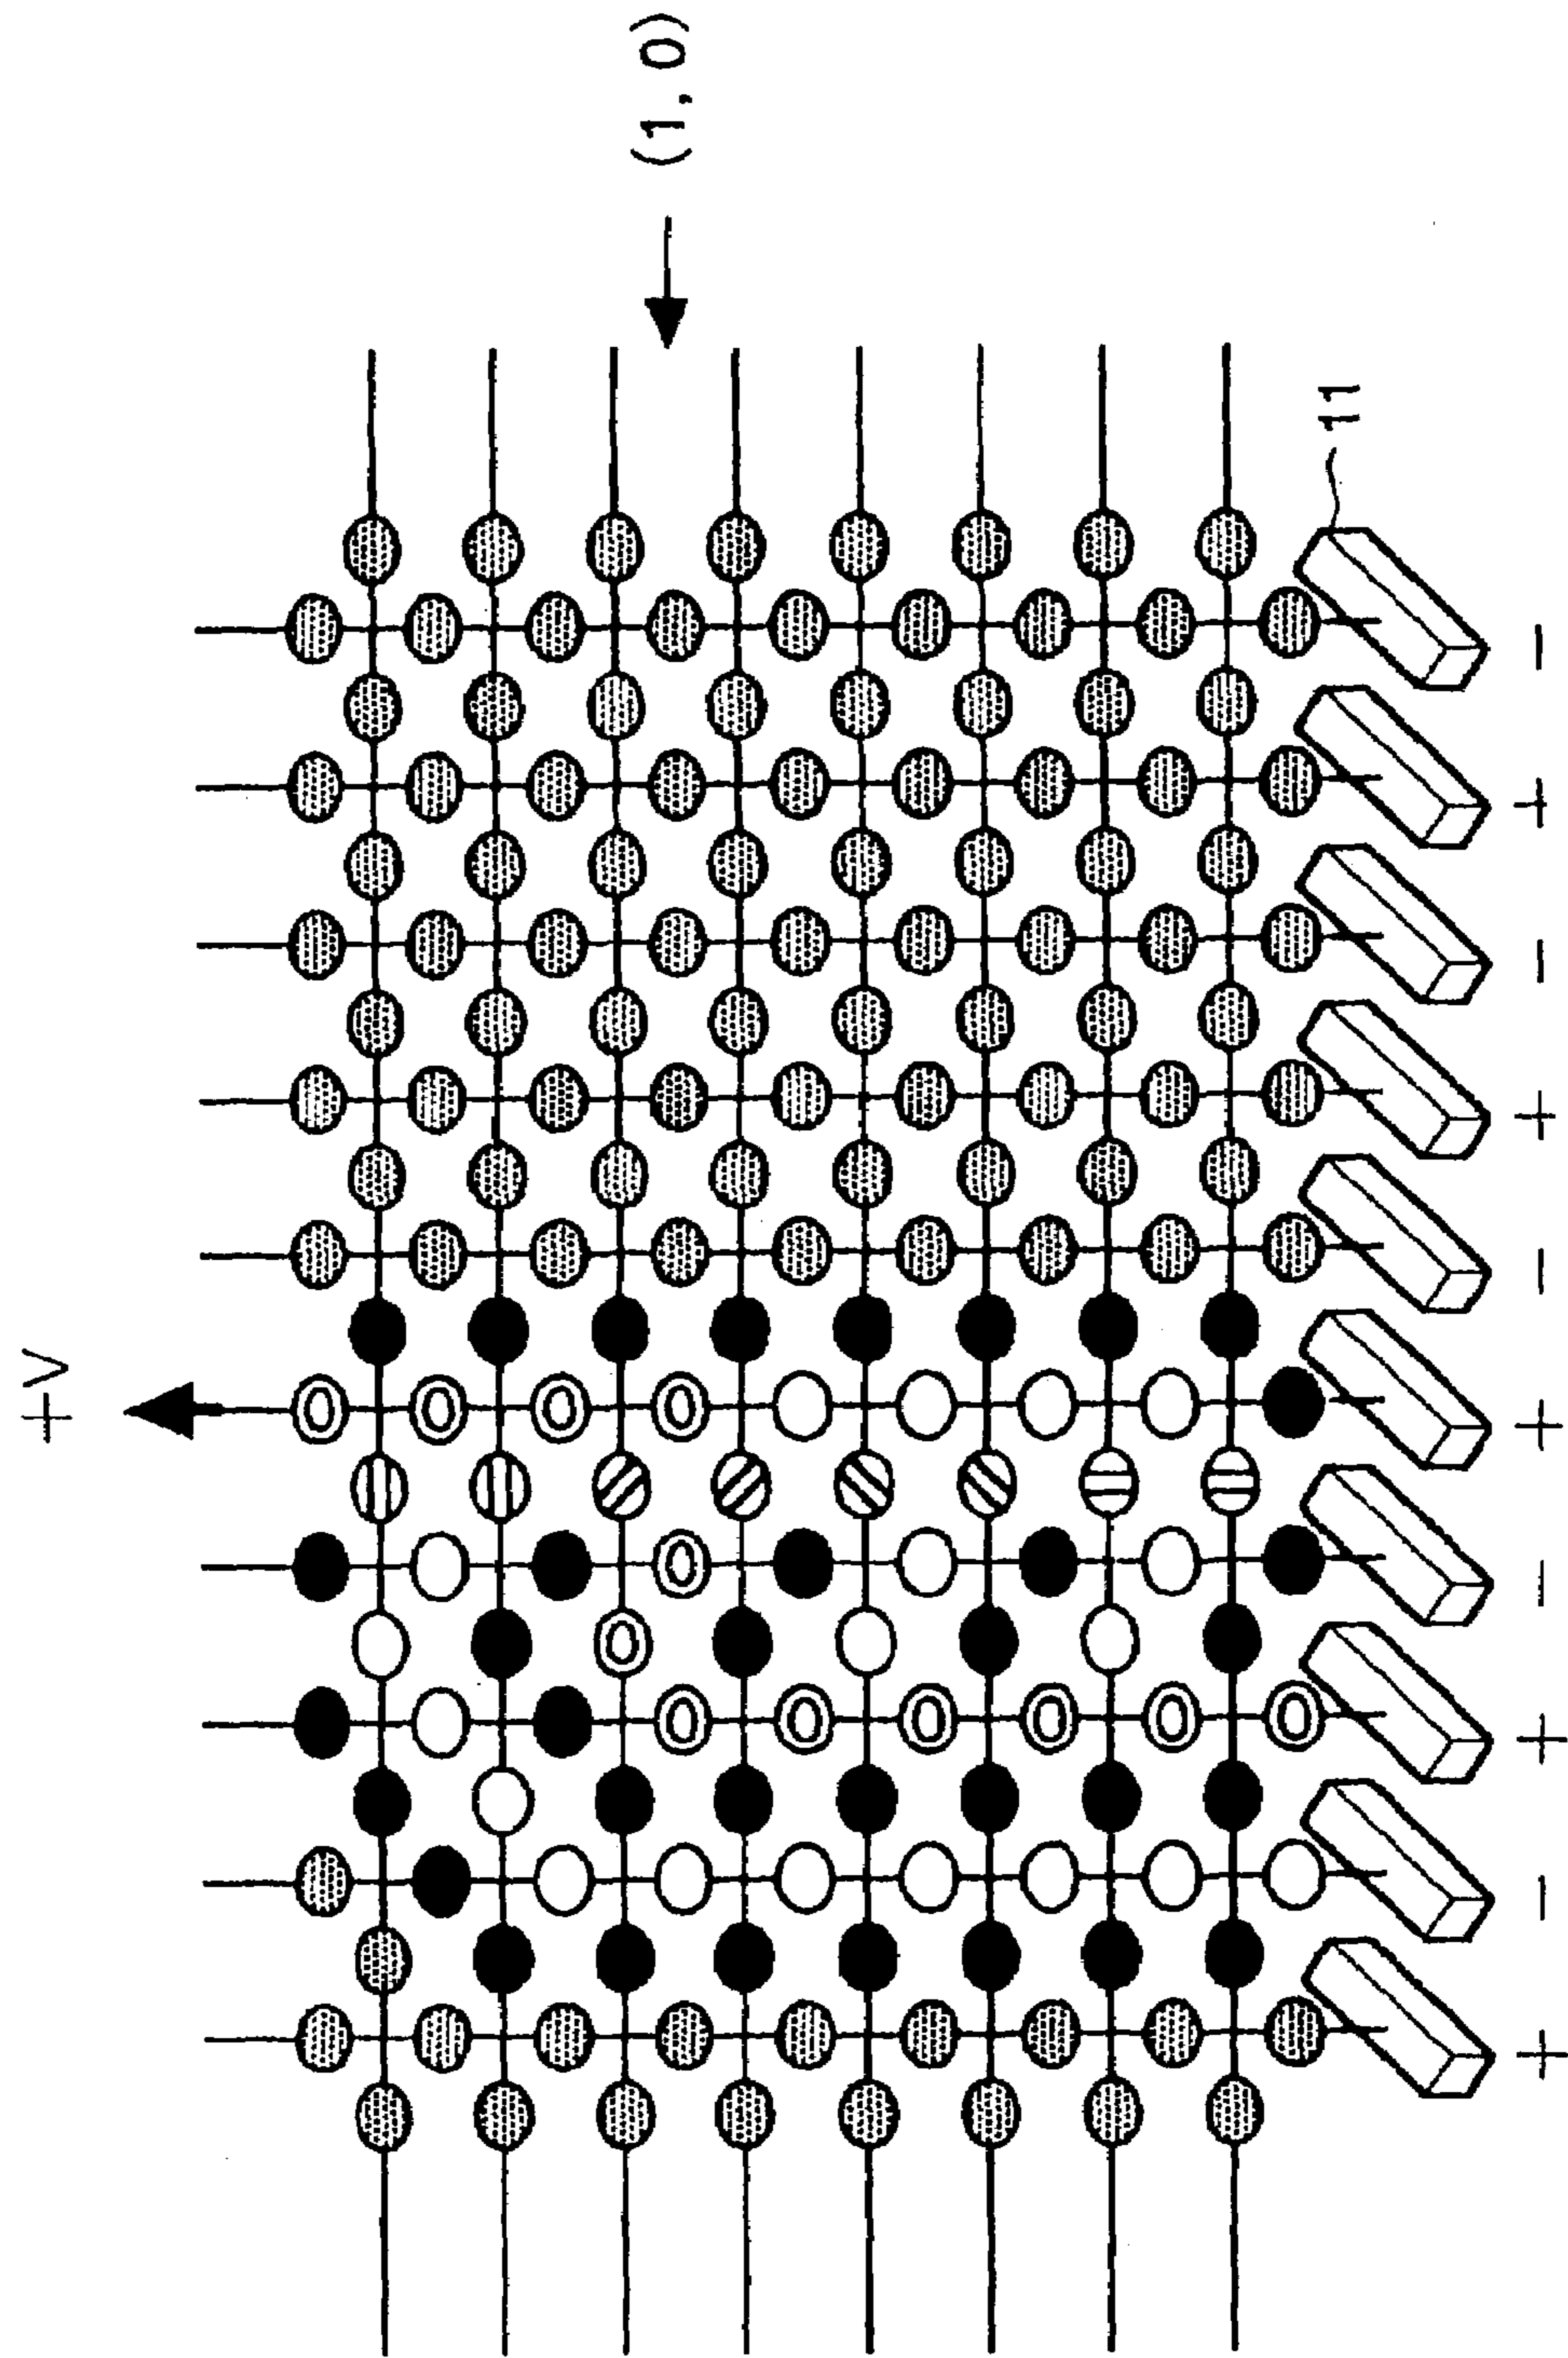 +V
(1, 0)
11
− + − + − + − + − +